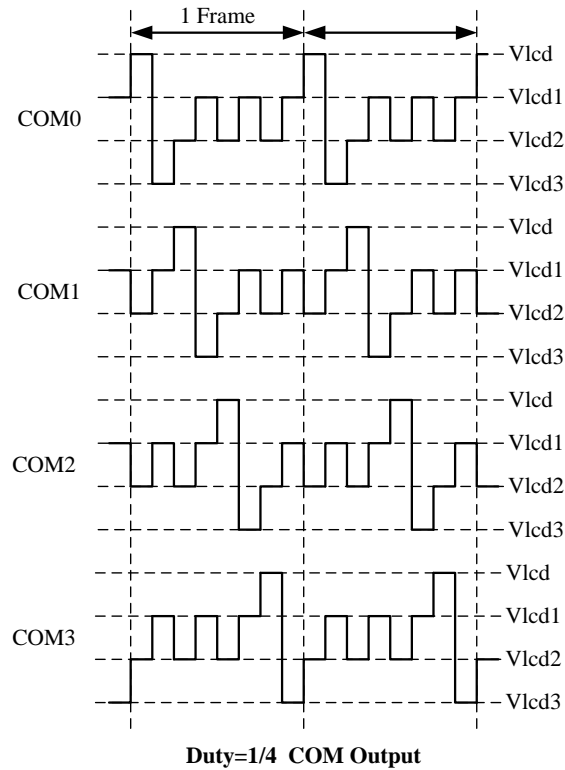 1 Frame
Vlcd
Vlcd1
COM0
Vlcd2
Vlcd3
Vlcd
Vlcd1
COM1
Vlcd2
Vlcd3
Vlcd
Vlcd1
COM2
Vlcd2
Vlcd3
Vlcd
Vlcd1
COM3
Vlcd2
Vlcd3
Duty=1/4 COM Output